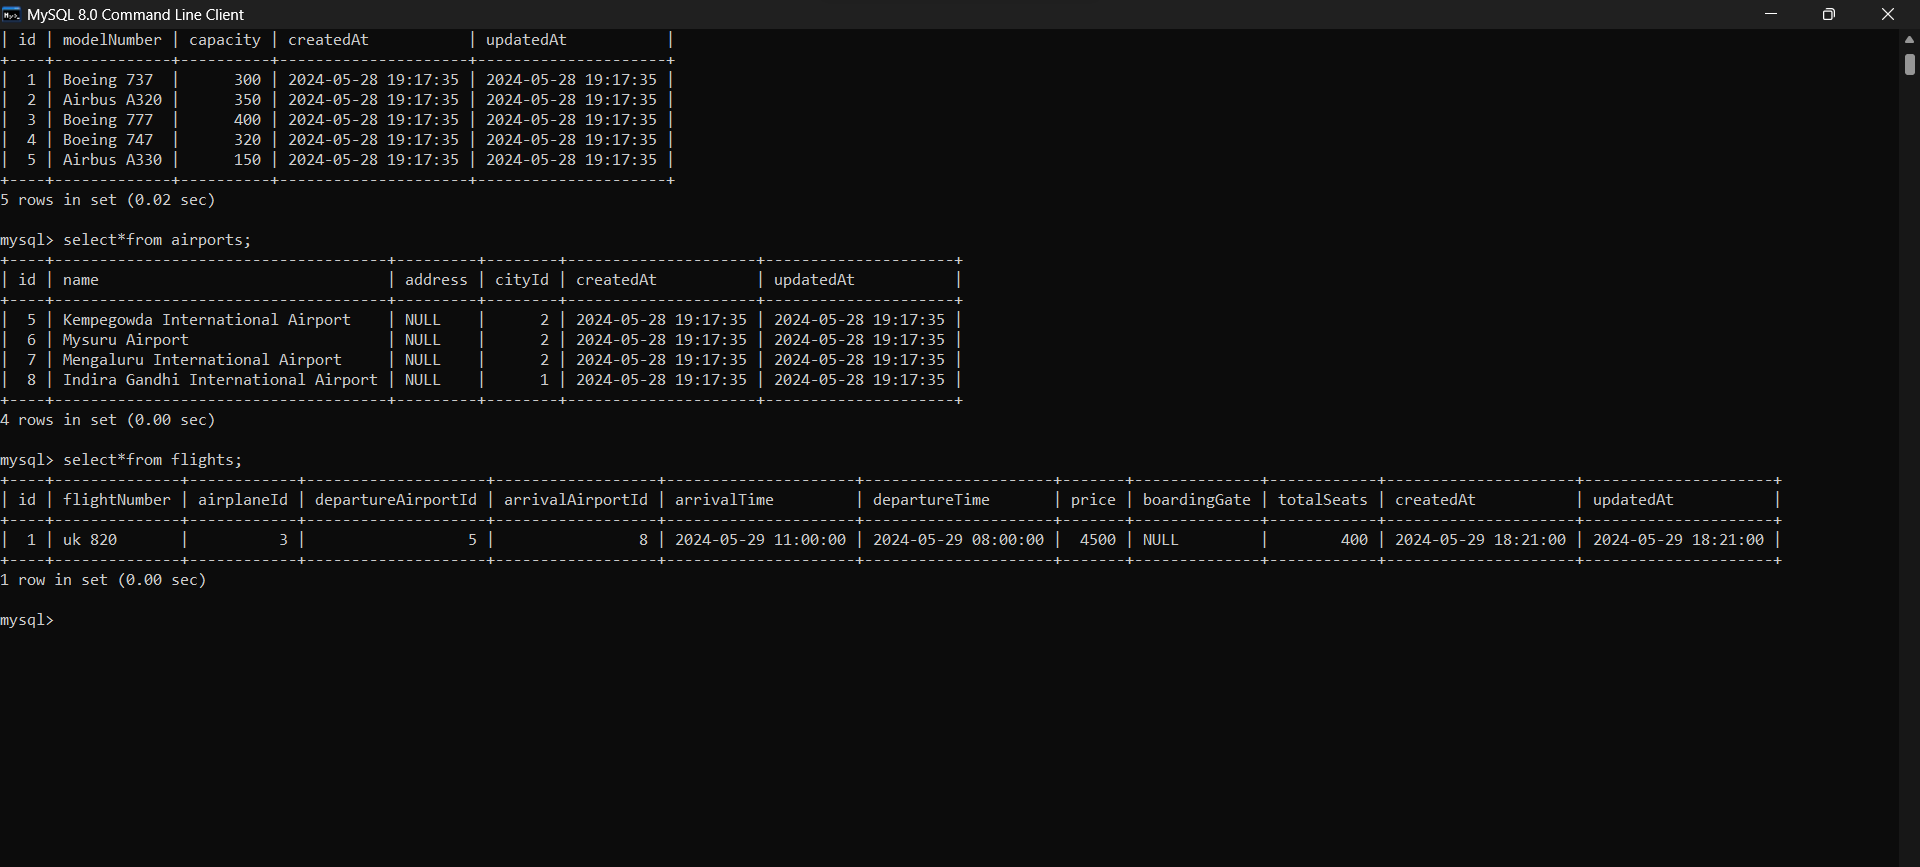 MySQL 8.0 Command Line Client
| id | modelNumber | capacity | createdAt           | updatedAt           |
+----+-------------+----------+---------------------+---------------------+
|  1 | Boeing 737  |      300 | 2024-05-28 19:17:35 | 2024-05-28 19:17:35 |
|  2 | Airbus A320 |      350 | 2024-05-28 19:17:35 | 2024-05-28 19:17:35 |
|  3 | Boeing 777  |      400 | 2024-05-28 19:17:35 | 2024-05-28 19:17:35 |
|  4 | Boeing 747  |      320 | 2024-05-28 19:17:35 | 2024-05-28 19:17:35 |
|  5 | Airbus A330 |      150 | 2024-05-28 19:17:35 | 2024-05-28 19:17:35 |
+----+-------------+----------+---------------------+---------------------+
5 rows in set (0.02 sec)
mysql> select*from airports;
+----+-------------------------------------+---------+--------+---------------------+---------------------+
| id | name                                | address | cityId | createdAt           | updatedAt           |
+----+-------------------------------------+---------+--------+---------------------+---------------------+
|  5 | Kempegowda International Airport    | NULL    |      2 | 2024-05-28 19:17:35 | 2024-05-28 19:17:35 |
|  6 | Mysuru Airport                      | NULL    |      2 | 2024-05-28 19:17:35 | 2024-05-28 19:17:35 |
|  7 | Mengaluru International Airport     | NULL    |      2 | 2024-05-28 19:17:35 | 2024-05-28 19:17:35 |
|  8 | Indira Gandhi International Airport | NULL    |      1 | 2024-05-28 19:17:35 | 2024-05-28 19:17:35 |
+----+-------------------------------------+---------+--------+---------------------+---------------------+
4 rows in set (0.00 sec)
mysql> select*from flights;
+----+--------------+------------+--------------------+------------------+---------------------+---------------------+-------+--------------+------------+---------------------+---------------------+
| id | flightNumber | airplaneId | departureAirportId | arrivalAirportId | arrivalTime         | departureTime       | price | boardingGate | totalSeats | createdAt           | updatedAt           |
+----+--------------+------------+--------------------+------------------+---------------------+---------------------+-------+--------------+------------+---------------------+---------------------+
|  1 | uk 820       |          3 |                  5 |                8 | 2024-05-29 11:00:00 | 2024-05-29 08:00:00 |  4500 | NULL         |        400 | 2024-05-29 18:21:00 | 2024-05-29 18:21:00 |
+----+--------------+------------+--------------------+------------------+---------------------+---------------------+-------+--------------+------------+---------------------+---------------------+
1 row in set (0.00 sec)
mysql>